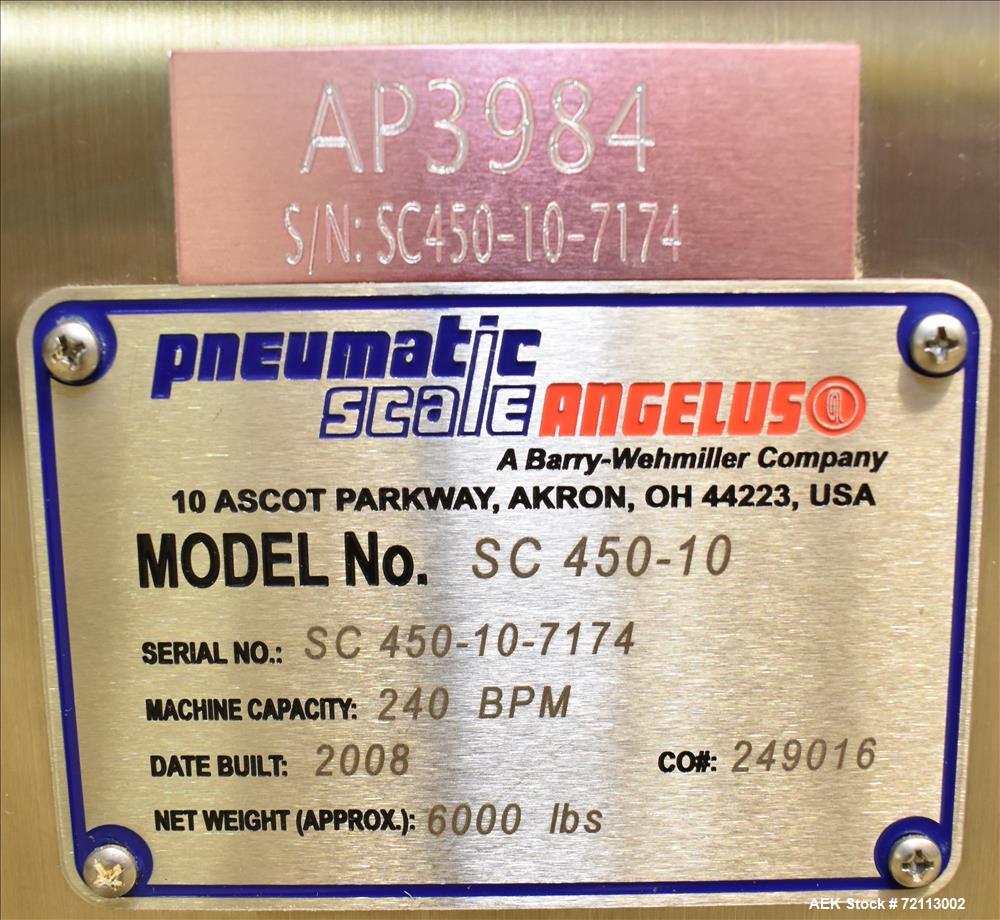 AP3984
S/N: SC450-10-7174
pneumatic
scale ANGELUS
A Barry-Wehmiller Company
10 ASCOT PARKWAY, AKRON, OH 44223, USA
MODEL No. SC 450-10
SERIAL NO.: SC 450-10-7174
MACHINE CAPACITY: 240 BPM
DATE BUILT: 2008 CO#: 249016
NET WEIGHT (APPROX.): 6000 lbs
AEK Stock # 72113002